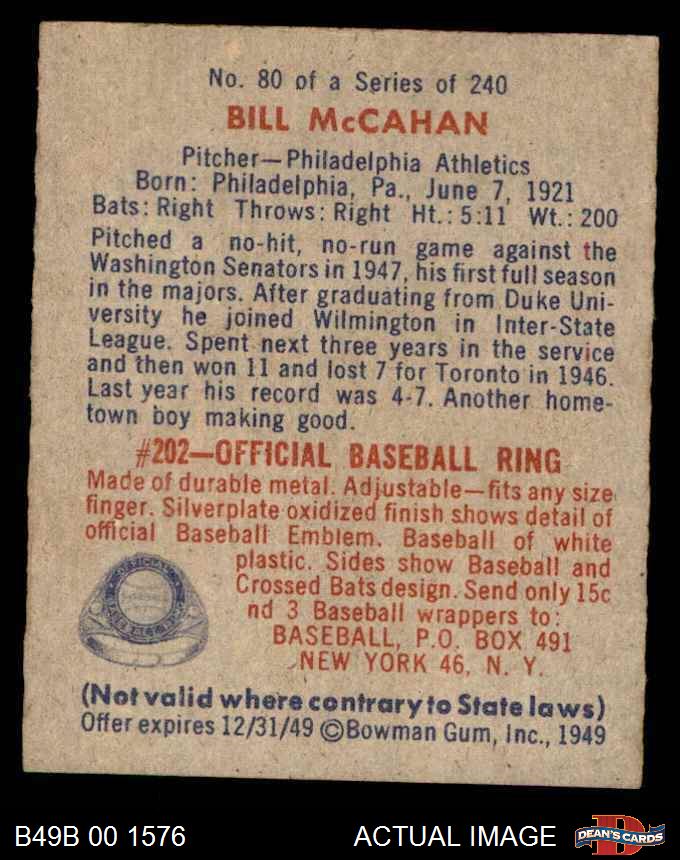 No. 80 of a Series of 240
BILL McCAHAN
Pitcher—Philadelphia Athletics
Born: Philadelphia, Pa., June 7, 1921
Bats: Right Throws: Right Ht.: 5:11 Wt.: 200
Pitched a no-hit, no-run game against the
Washington Senators in 1947, his first full season
in the majors. After graduating from Duke Uni-
versity he joined Wilmington in Inter-State
League. Spent next three years in the service
and then won 11 and lost 7 for Toronto in 1946.
Last year his record was 4-7. Another home-
town boy making good.
#202—OFFICIAL BASEBALL RING
Made of durable metal. Adjustable—fits any size
finger. Silverplate oxidized finish shows detail of
official Baseball Emblem. Baseball of white
plastic. Sides show Baseball and
Crossed Bats design. Send only 15c
nd 3 Baseball wrappers to:
BASEBALL, P.O. BOX 491
NEW YORK 46, N. Y.
OFFICIAL
(Not valid where contrary to State laws)
Offer expires 12/31/49 ©Bowman Gum, Inc., 1949
B49B 00 1576 ACTUAL IMAGE
D
DEAN'S CARDS